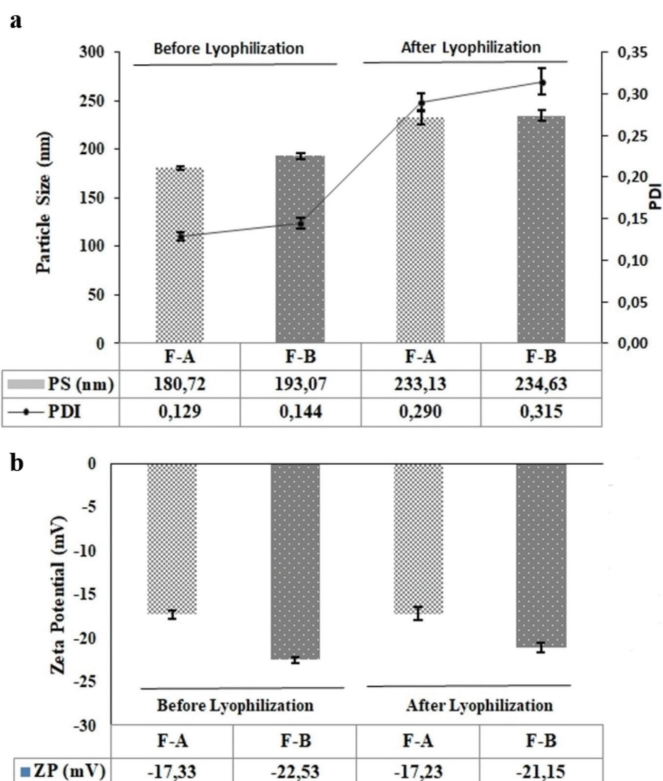 a
Before Lyophilization After Lyophilization
300 0,35
250 0,30
200 0,25
150 0,20
100 0,15
50 0,10
0 0,05
0,00
Particle Size (nm)
PDI
F-A F-B F-A F-B
PS (nm) 180,72 193,07 233,13 234,63
PDI 0,129 0,144 0,290 0,315
b
0
-5
-10
-15
-20
-25
-30
Zeta Potential (mV)
Before Lyophilization After Lyophilization
F-A F-B F-A F-B
ZP (mV) -17,33 -22,53 -17,23 -21,15